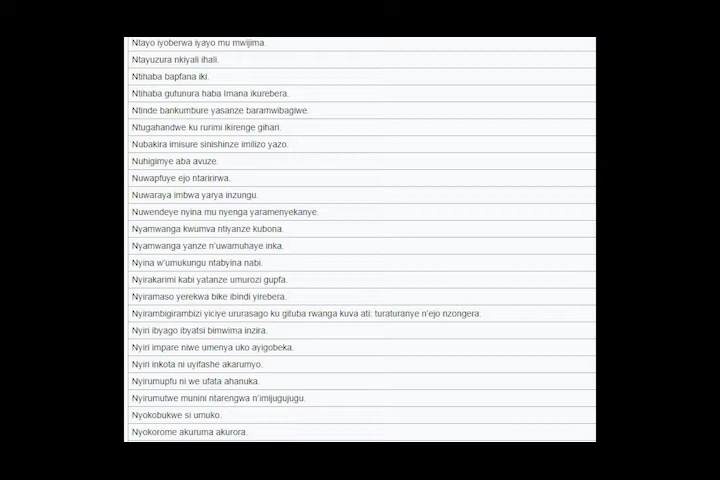 Ntayo iyoberwa iyayo mu mwijima.
Ntayuzura nkiyali ihali.
Ntihaba bapfana iki.
Ntihaba gutunura haba Imana ikurebera.
Ntinde bankumbure yasanze baramwibagiwe.
Ntugahandwe ku rurimi ikirenge gihari.
Nubakira imisure sinishinze imilizo yazo.
Nuhigimye aba avuze.
Nuwapfuye ejo ntaririrwa.
Nuwaraya imbwa yarya inzungu.
Nuwendeye nyina mu nyenga yaramenyekanye.
Nyamwanga kwumva ntiyanze kubona.
Nyamwanga yanze n'uwamuhaye inka.
Nyina w'umukungu ntabyina nabi.
Nyirakarimi kabi yatanze umurozi gupfa.
Nyiramaso yerekwa bike ibindi yirebera.
Nyirambigirambizi yiciye ururasago ku gituba rwanga kuva ati: turaturanye n'ejo nzongera.
Nyiri ibyago ibyatsi bimwima inzira.
Nyiri impare niwe umenya uko ayigobeka.
Nyiri inkota ni uyifashe akarumyo.
Nyirumupfu ni we ufata ahanuka.
Nyirumutwe munini ntarengwa n'imijugujugu.
Nyokobukwe si umuko.
Nyokorome akuruma akurora.